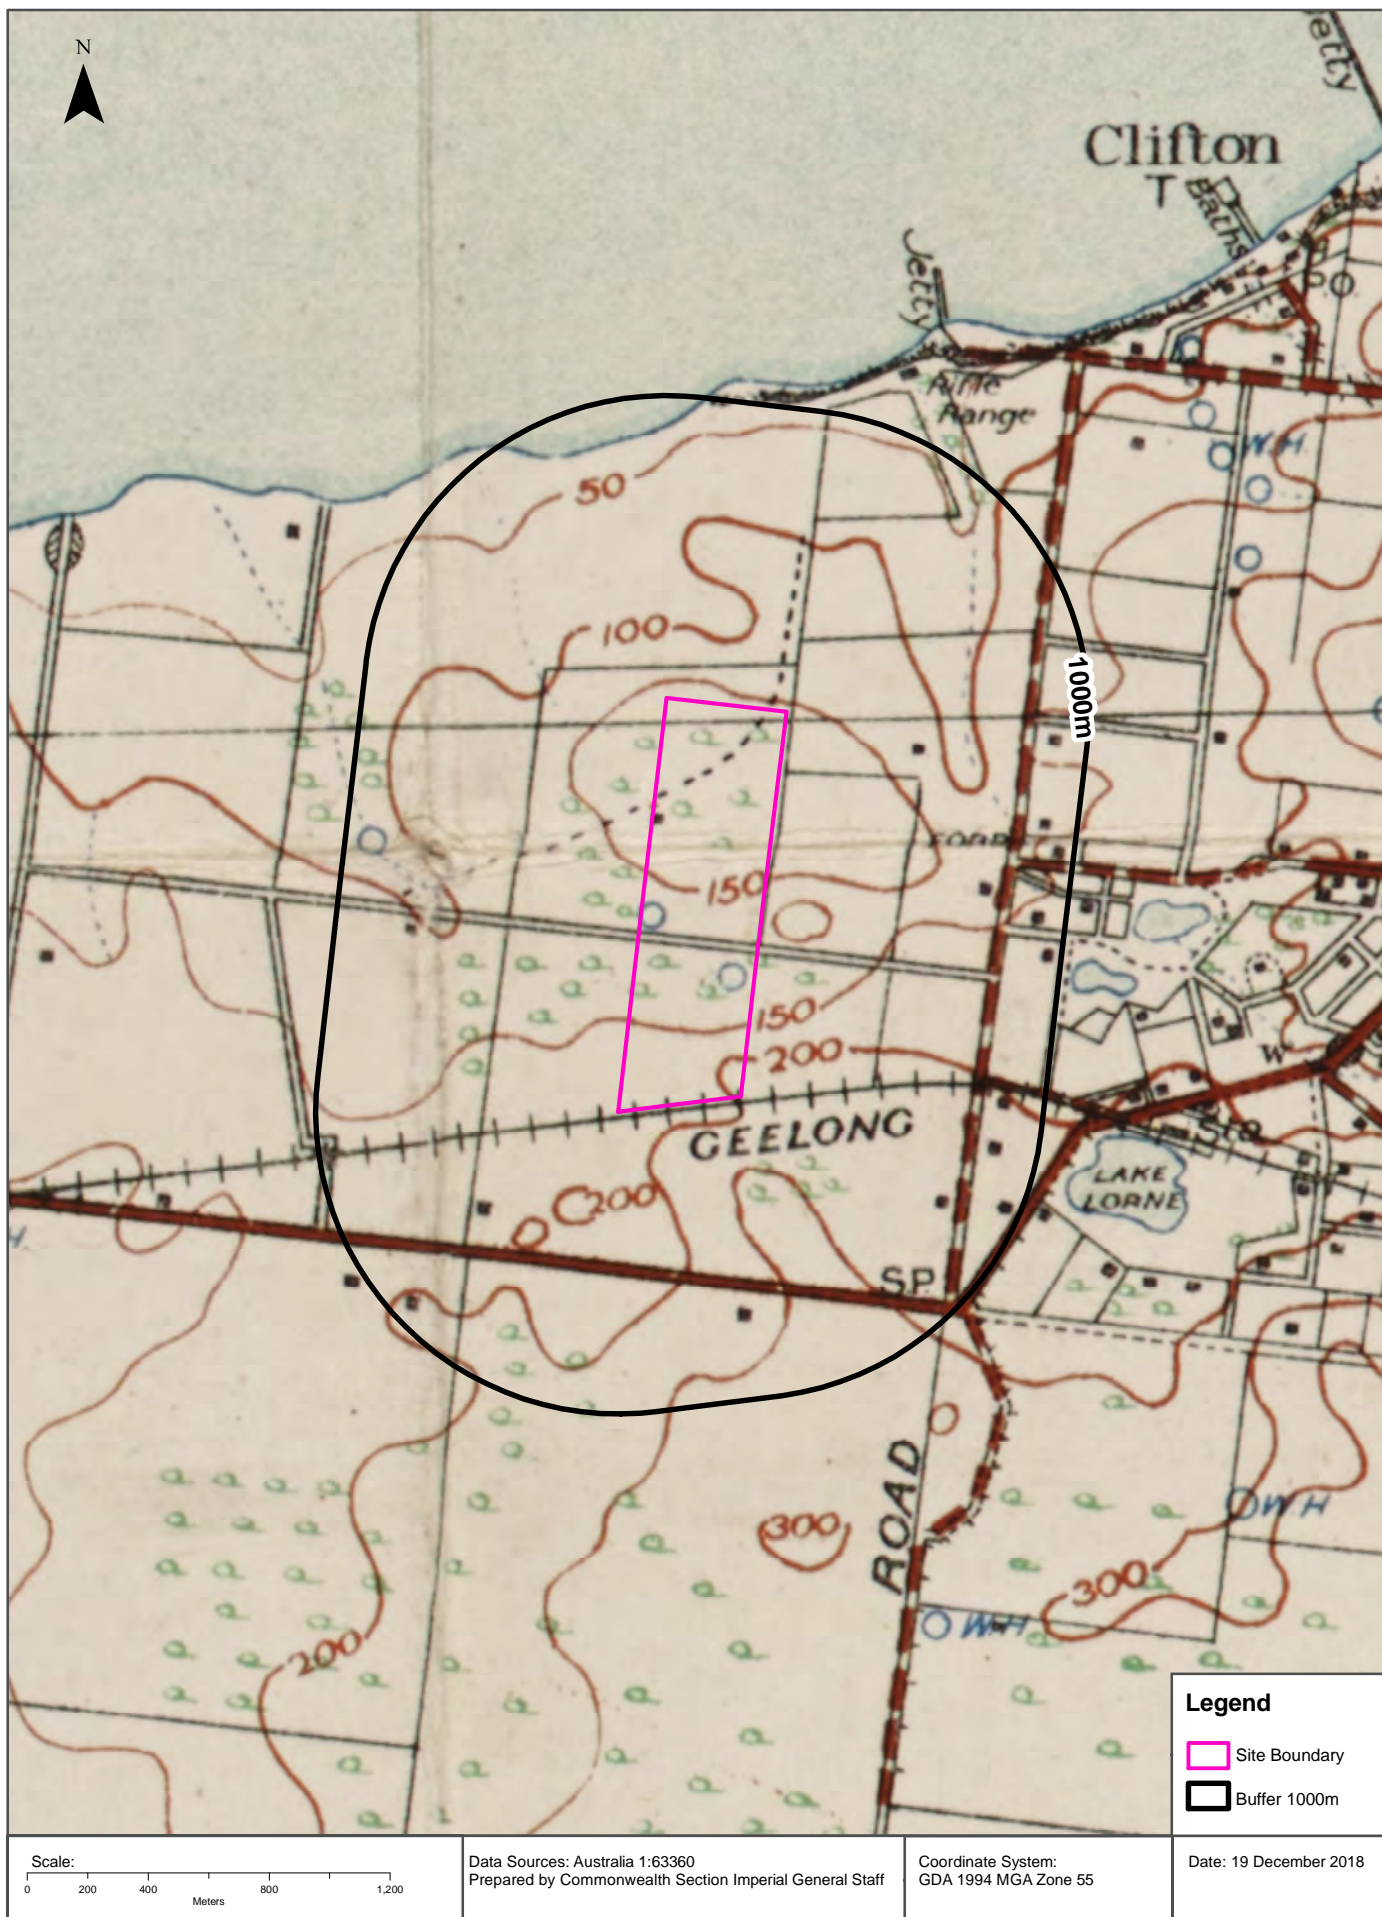 N
Jetty
Clifton
T
Baths
Jetty
Rifle
Range
W.H
50
100
1000m
FORD
150
150
200
W
GEELONG
Sta
LAKE
LORNE
200
SP
ROAD
300
W.H
300
W.H
200
Legend
Site Boundary
Buffer 1000m
Scale:
0 200 400 800 1,200
Meters
Data Sources: Australia 1:63360
Prepared by Commonwealth Section Imperial General Staff
Coordinate System:
GDA 1994 MGA Zone 55
Date: 19 December 2018